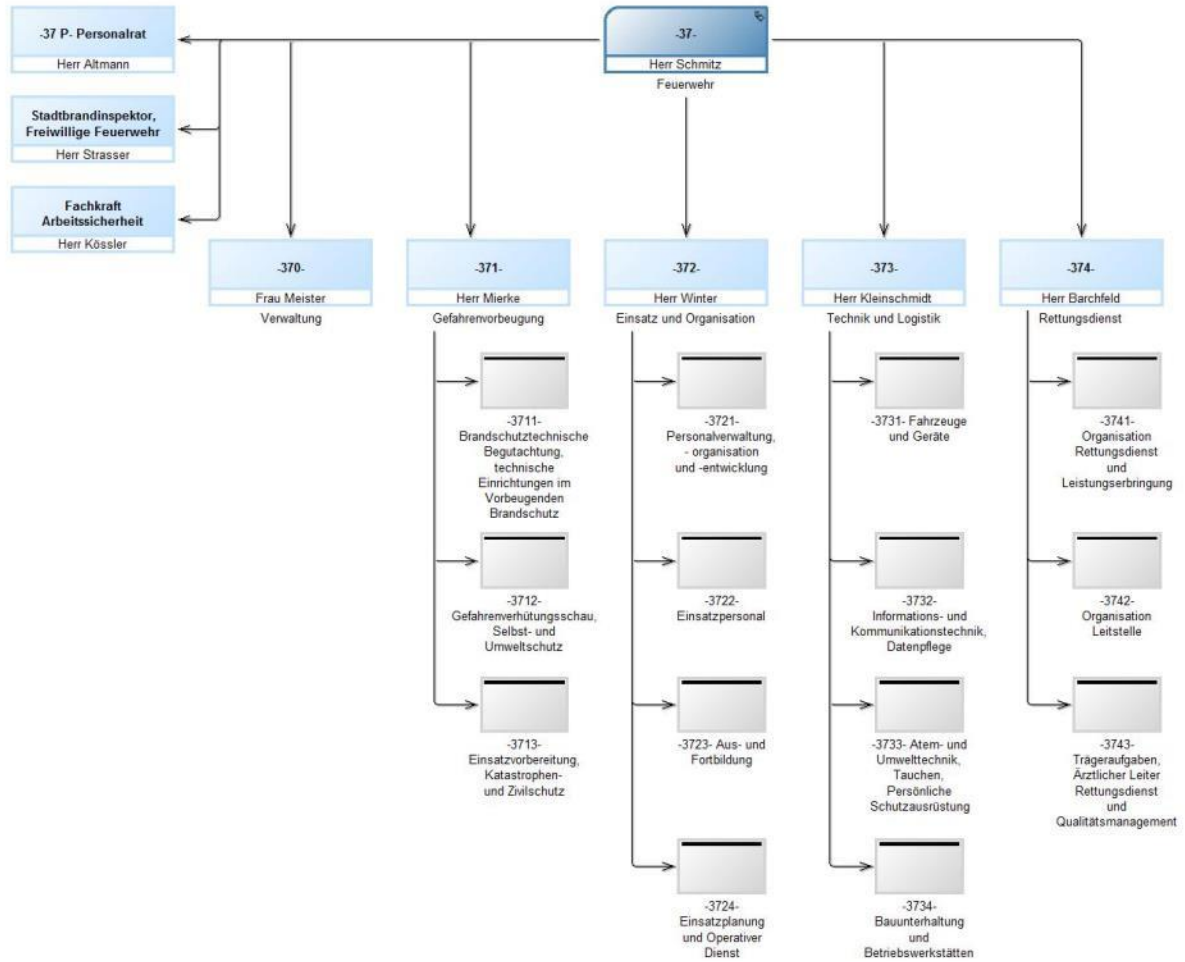 -37 P- Personalrat
Herr Altmann
-37-
Herr Schmitz
Feuerwehr
Stadtbrandinspektor,
Freiwillige Feuerwehr
Herr Strasser
Fachkraft
Arbeitssicherheit
Herr Kössler
-370-
Frau Meister
Verwaltung
-371-
Herr Mierke
Gefahrenvorbeugung
-372-
Herr Winter
Einsatz und Organisation
-373-
Herr Kleinschmidt
Technik und Logistik
-374-
Herr Barchfeld
Rettungsdienst
-3711-
Brandschutztechnische
Begutachtung,
technische
Einrichtungen im
Vorbeugenden
Brandschutz
-3712-
Gefahrenverhütungsschau,
Selbst- und
Umweltschutz
-3713-
Einsatzvorbereitung,
Katastrophen-
und Zivilschutz
-3721-
Personalverwaltung,
- organisation
und -entwicklung
-3722-
Einsatzpersonal
-3723- Aus- und
Fortbildung
-3724-
Einsatzplanung
und Operativer
Dienst
-3731- Fahrzeuge
und Geräte
-3732-
Informations- und
Kommunikationstechnik,
Datenpflege
-3733- Atem- und
Umwelttechnik,
Tauchen,
Persönliche
Schutzausrüstung
-3734-
Bauunterhaltung
und
Betriebswerkstätten
-3741-
Organisation
Rettungsdienst
und
Leistungserbringung
-3742-
Organisation
Leitstelle
-3743-
Trägeraufgaben,
Ärztlicher Leiter
Rettungsdienst
und
Qualitätsmanagement